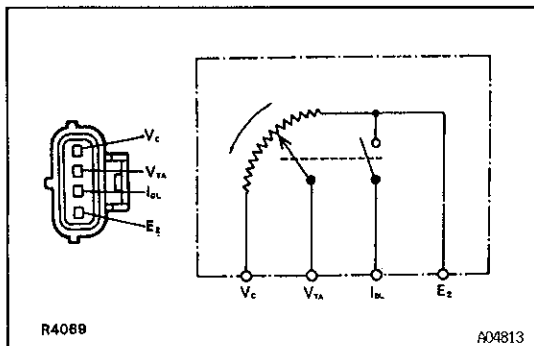 Vc
VTA
IDL
E2
Vc VTA IDL E2
R4069
A04813